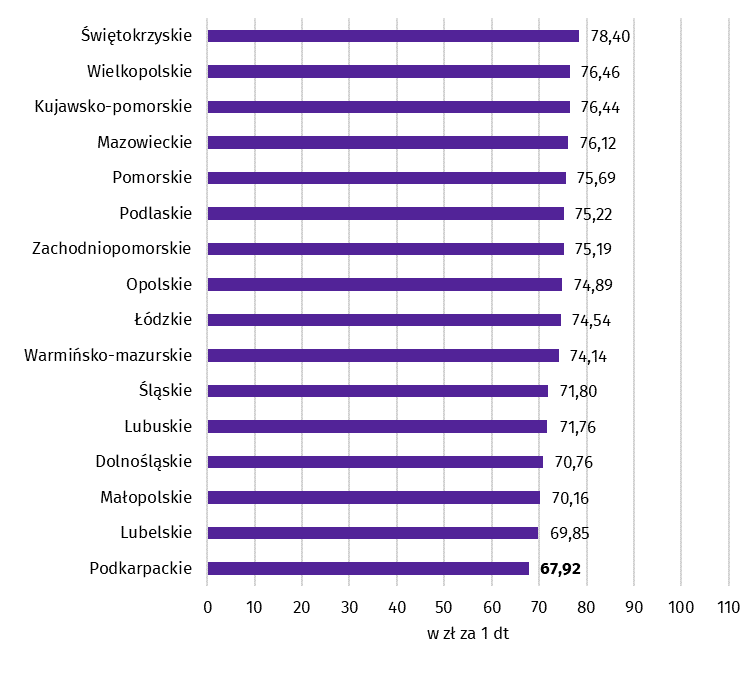 Świętokrzyskie 78,40
Wielkopolskie 76,46
Kujawsko-pomorskie 76,44
Mazowieckie 76,12
Pomorskie 75,69
Podlaskie 75,22
Zachodniopomorskie 75,19
Opolskie 74,89
Łódzkie 74,54
Warmińsko-mazurskie 74,14
Śląskie 71,80
Lubuskie 71,76
Dolnośląskie 70,76
Małopolskie 70,16
Lubelskie 69,85
Podkarpackie 67,92
0 10 20 30 40 50 60 70 80 90 100 110
w zł za 1 dt